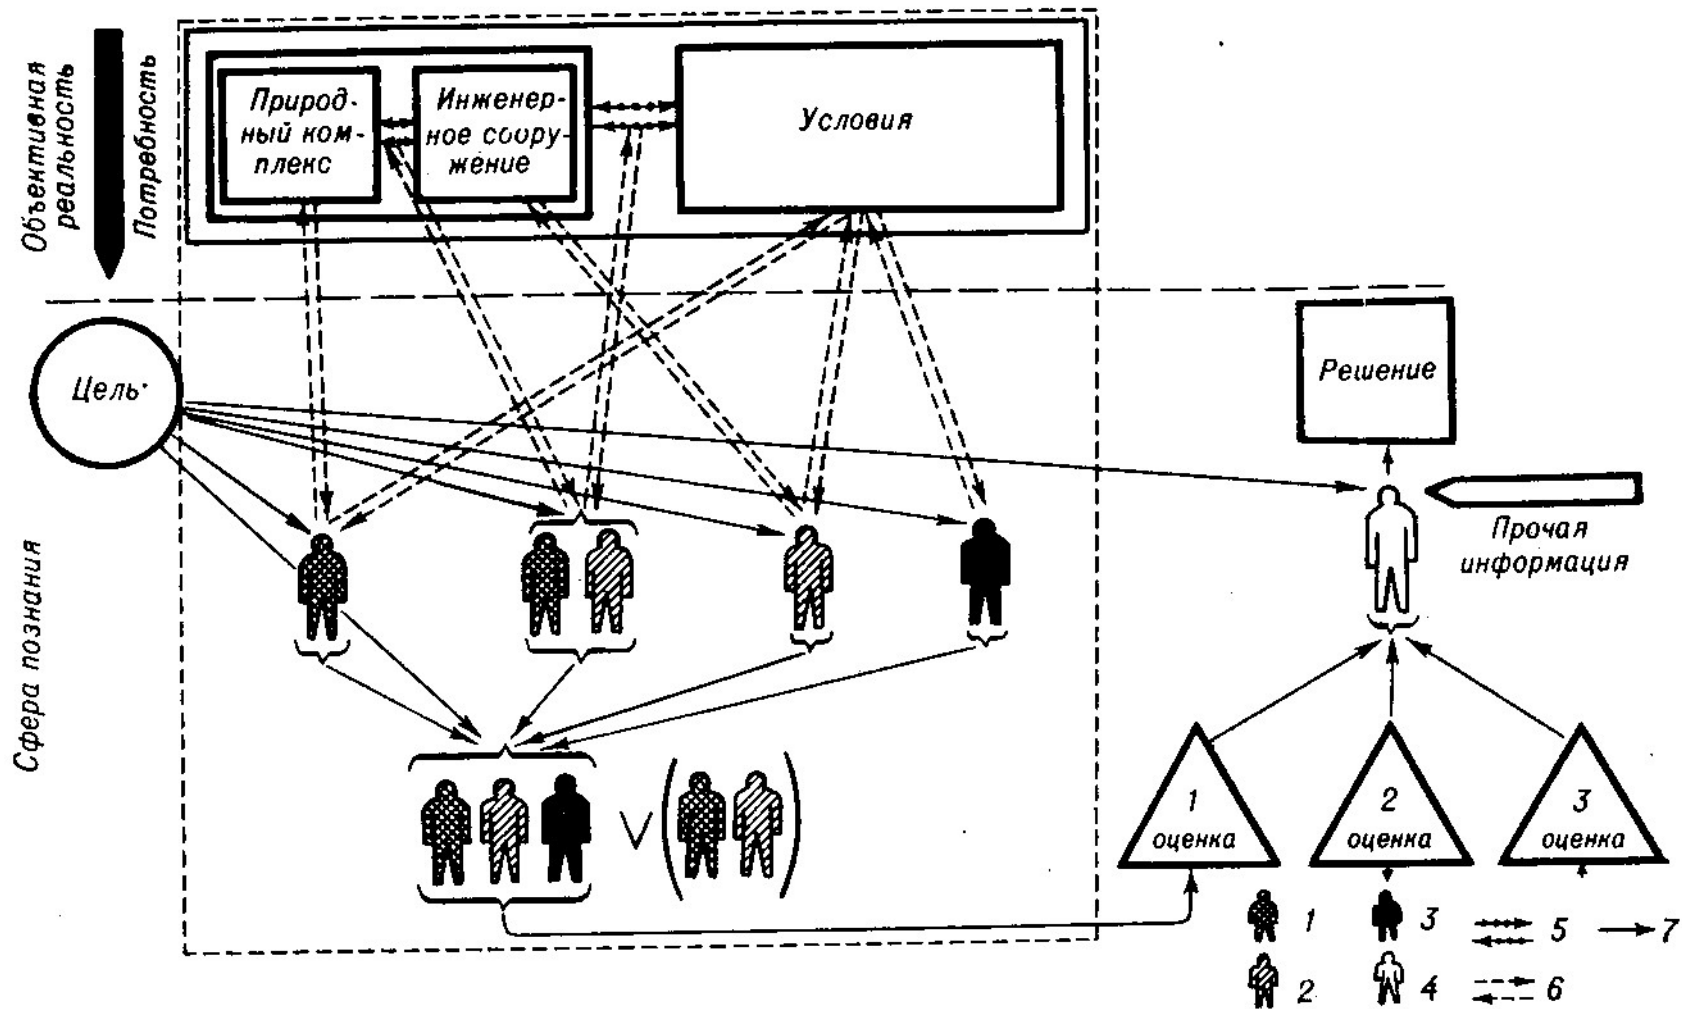 Объективная
реальность
Потребность
Природ-
ный ком-
плекс
Инженер-
ное соору-
жение
Условия
Цель
Решение
Прочая
информация
Сфера познания
1
оценка
2
оценка
3
оценка
1
3
5
7
2
4
6